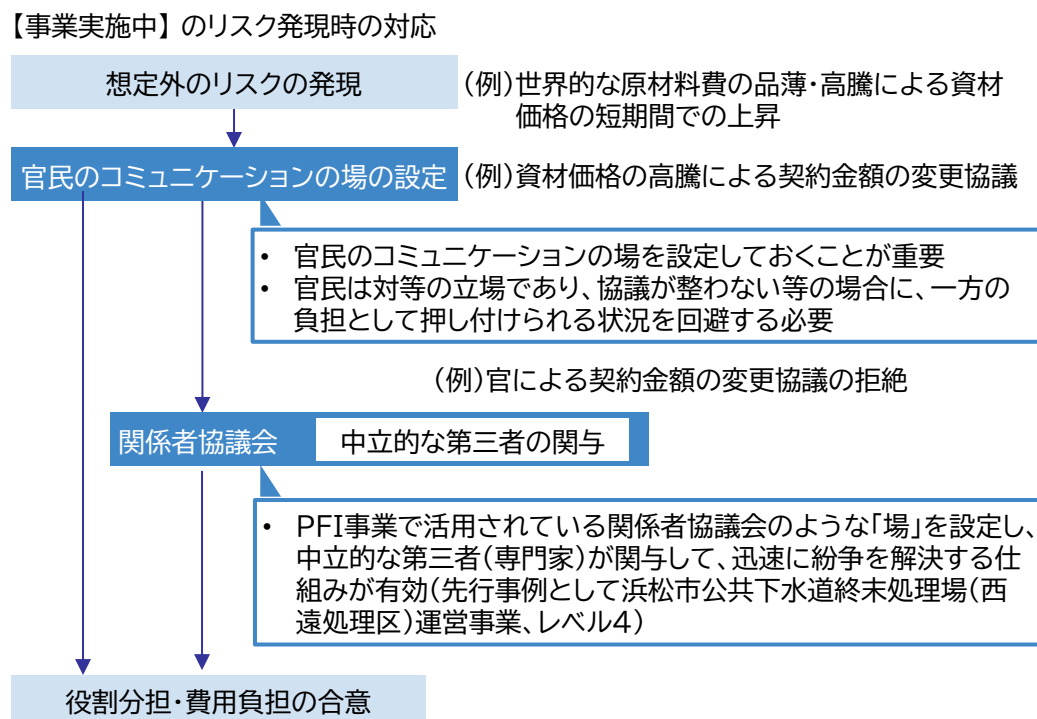 【事業実施中】のリスク発現時の対応
想定外のリスクの発現
(例)世界的な原材料費の品薄・高騰による資材
価格の短期間での上昇
官民のコミュニケーションの場の設定
(例)資材価格の高騰による契約金額の変更協議
• 官民のコミュニケーションの場を設定しておくことが重要
• 官民は対等の立場であり、協議が整わない等の場合に、一方の
負担として押し付けられる状況を回避する必要
(例)官による契約金額の変更協議の拒絶
関係者協議会
中立的な第三者の関与
• PFI事業で活用されている関係者協議会のような「場」を設定し、
中立的な第三者(専門家)が関与して、迅速に紛争を解決する仕
組みが有効(先行事例として浜松市公共下水道終末処理場(西
遠処理区)運営事業、レベル4)
役割分担・費用負担の合意